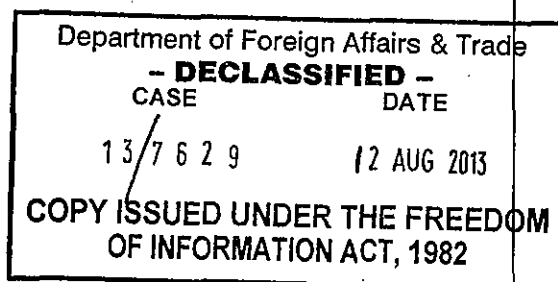 Department of Foreign Affairs & Trade
– DECLASSIFIED –
CASE DATE
13/7629 12 AUG 2013
COPY ISSUED UNDER THE FREEDOM
OF INFORMATION ACT, 1982